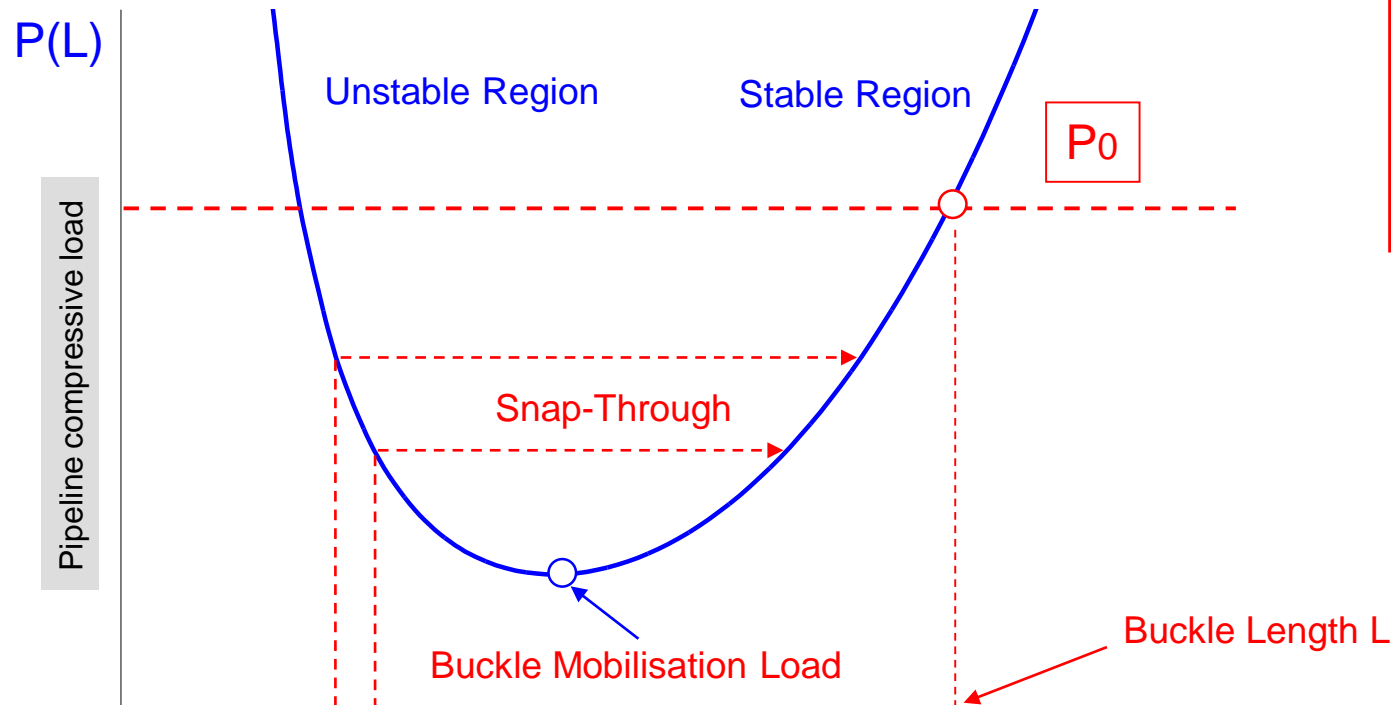 P(L)
Unstable Region
Stable Region
P0
Pipeline compressive load
Snap-Through
Buckle Mobilisation Load
Buckle Length L